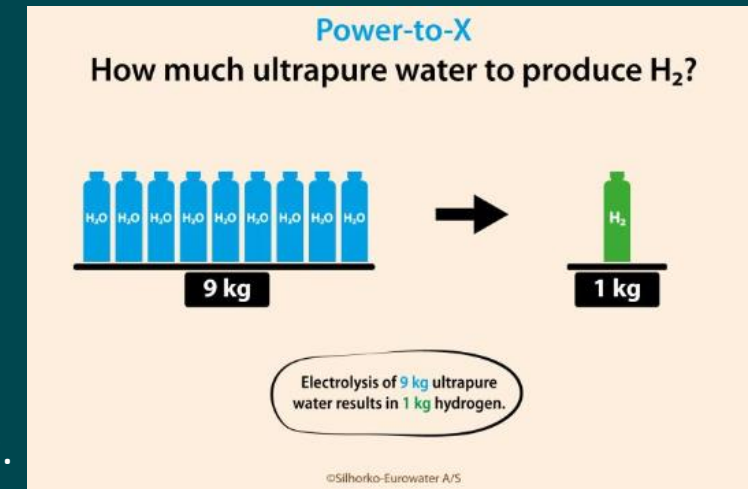 Power-to-X
How much ultrapure water to produce H₂?
H₂O H₂O H₂O H₂O H₂O H₂O H₂O H₂O H₂O
H₂
9 kg
1 kg
Electrolysis of 9 kg ultrapure
water results in 1 kg hydrogen.
©Silhorko-Eurowater A/S